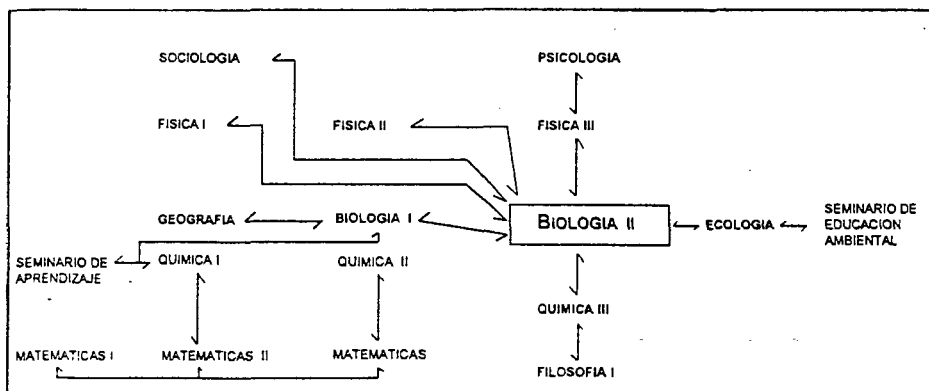 SOCIOLOGIA
PSICOLOGIA
FISICA I
FISICA II
FISICA III
GEOGRAFIA
BIOLOGIA I
BIOLOGIA II
ECOLOGIA
SEMINARIO DE
EDUCACION
AMBIENTAL
SEMINARIO DE
APRENDIZAJE
QUIMICA I
QUIMICA II
QUIMICA III
MATEMATICAS I
MATEMATICAS II
MATEMATICAS
FILOSOFIA I